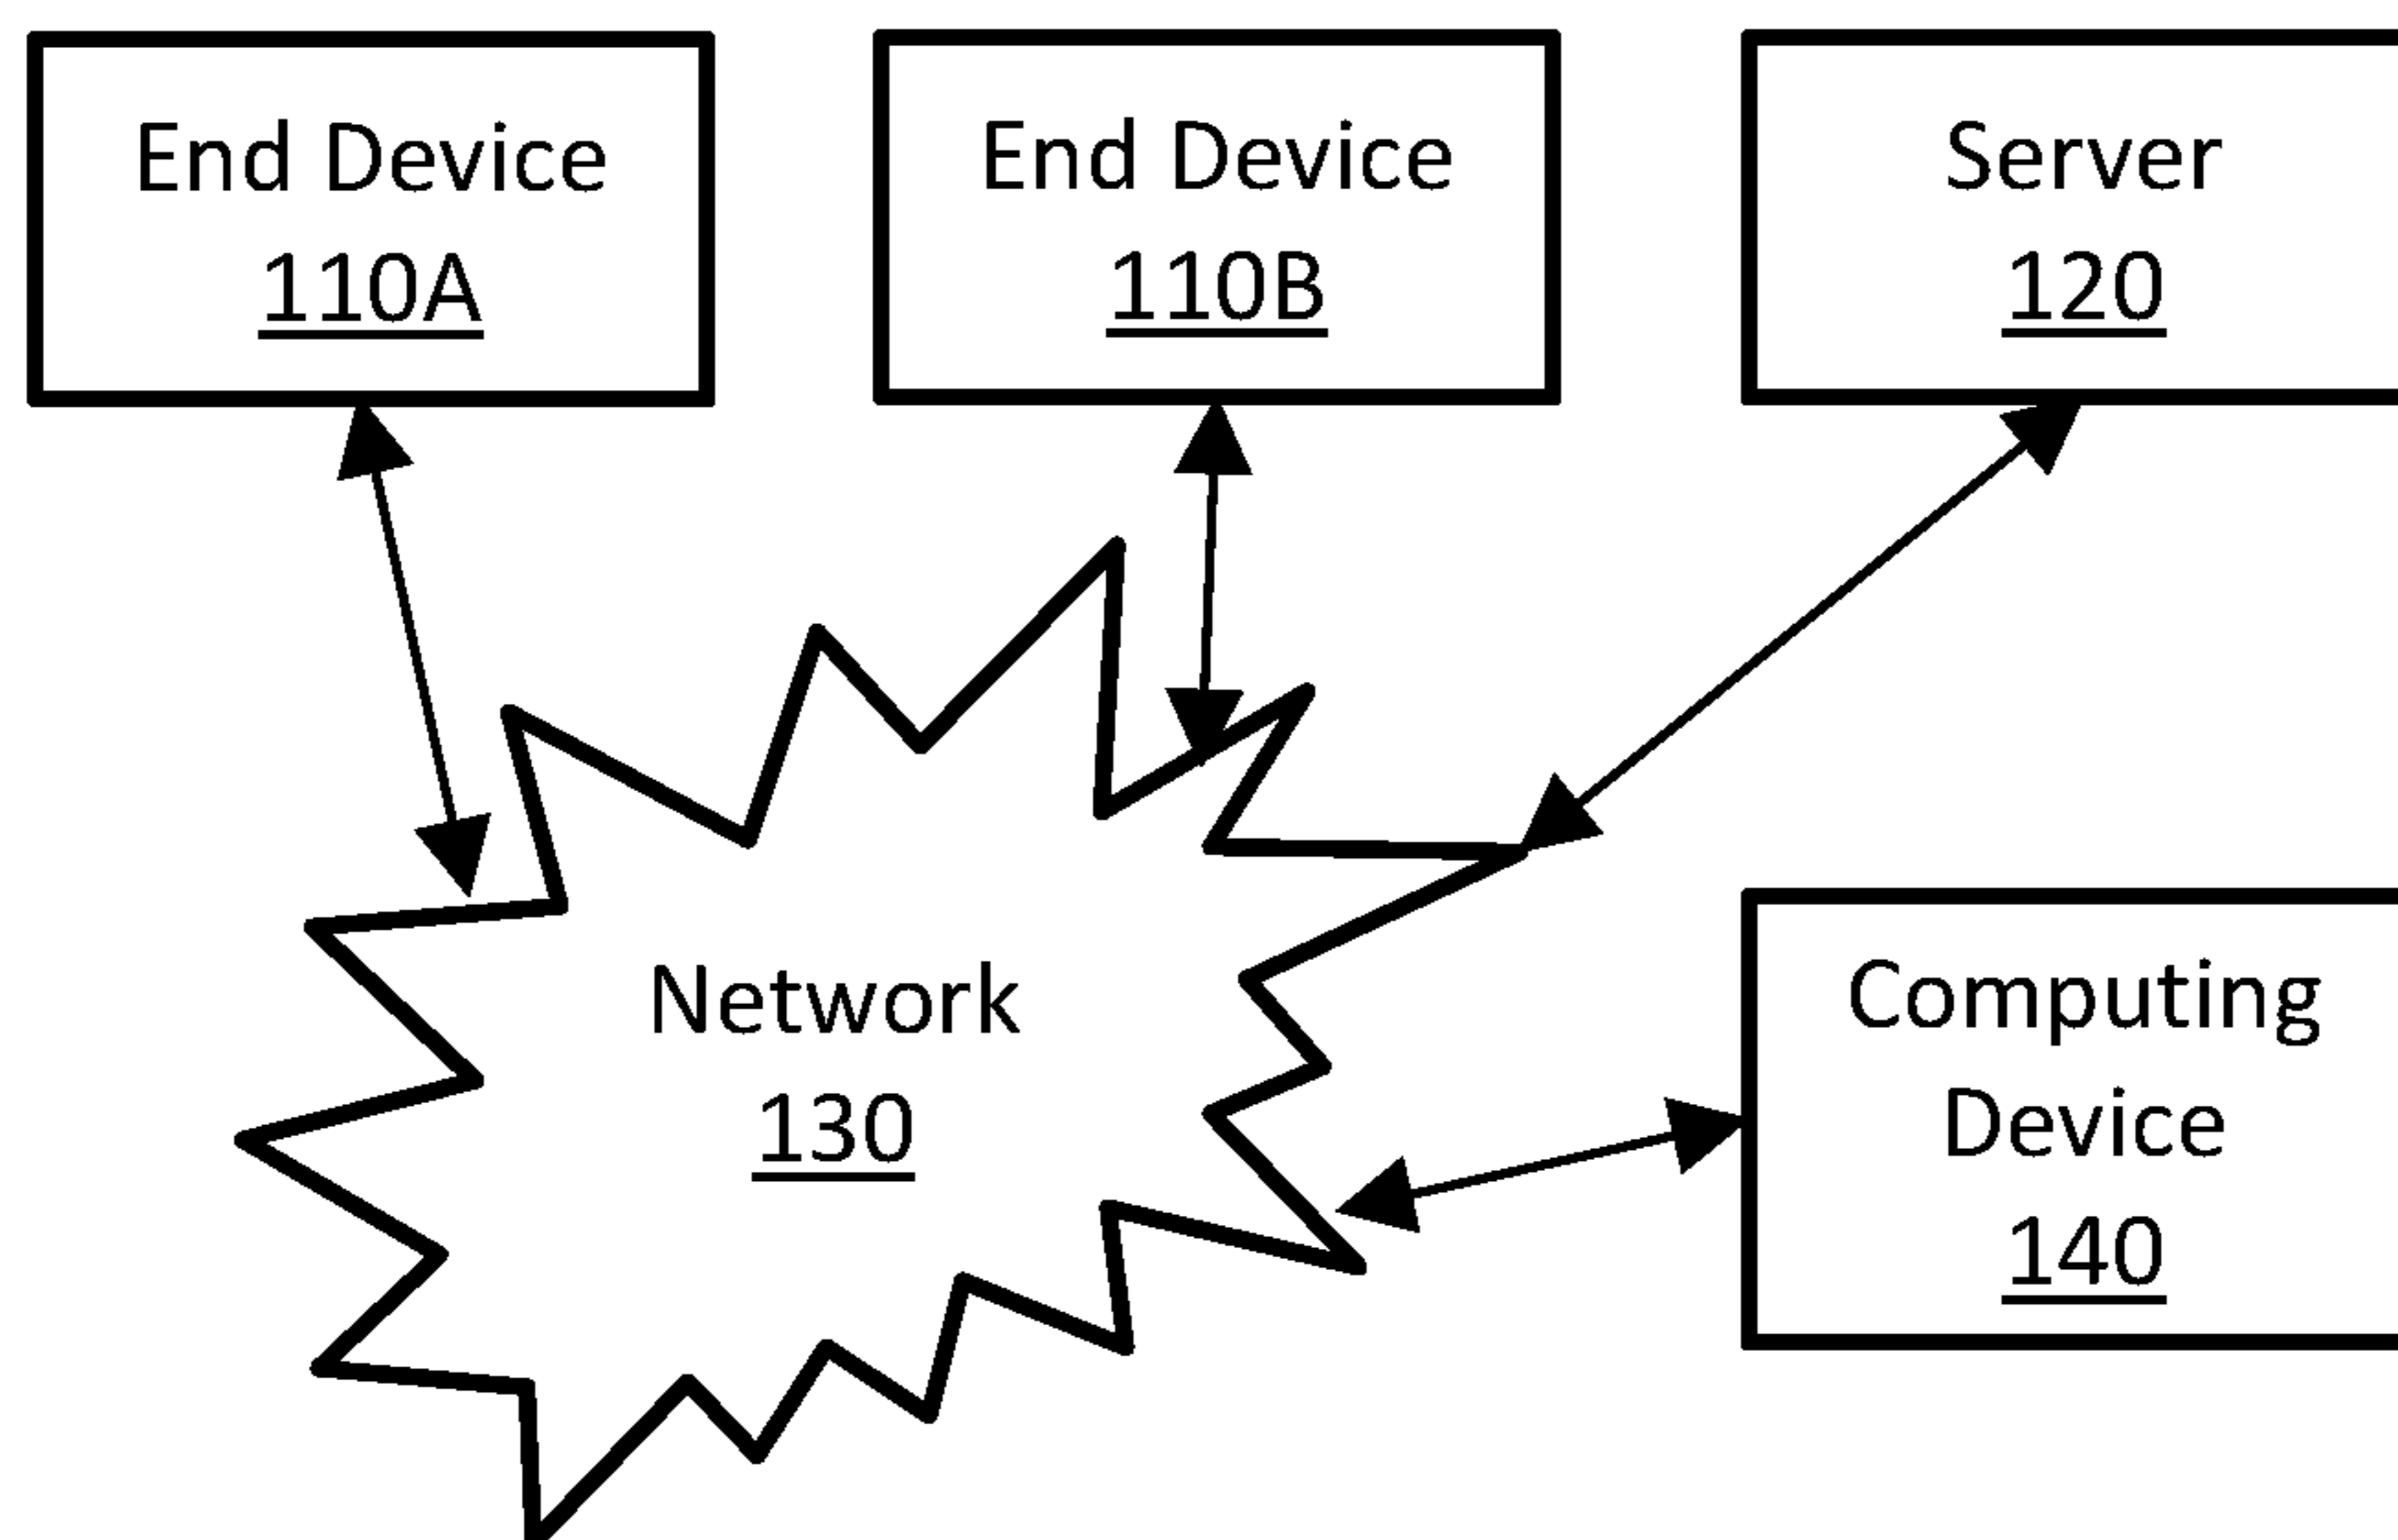 End Device
110A
End Device
110B
Server
120
Network
130
Computing
Device
140